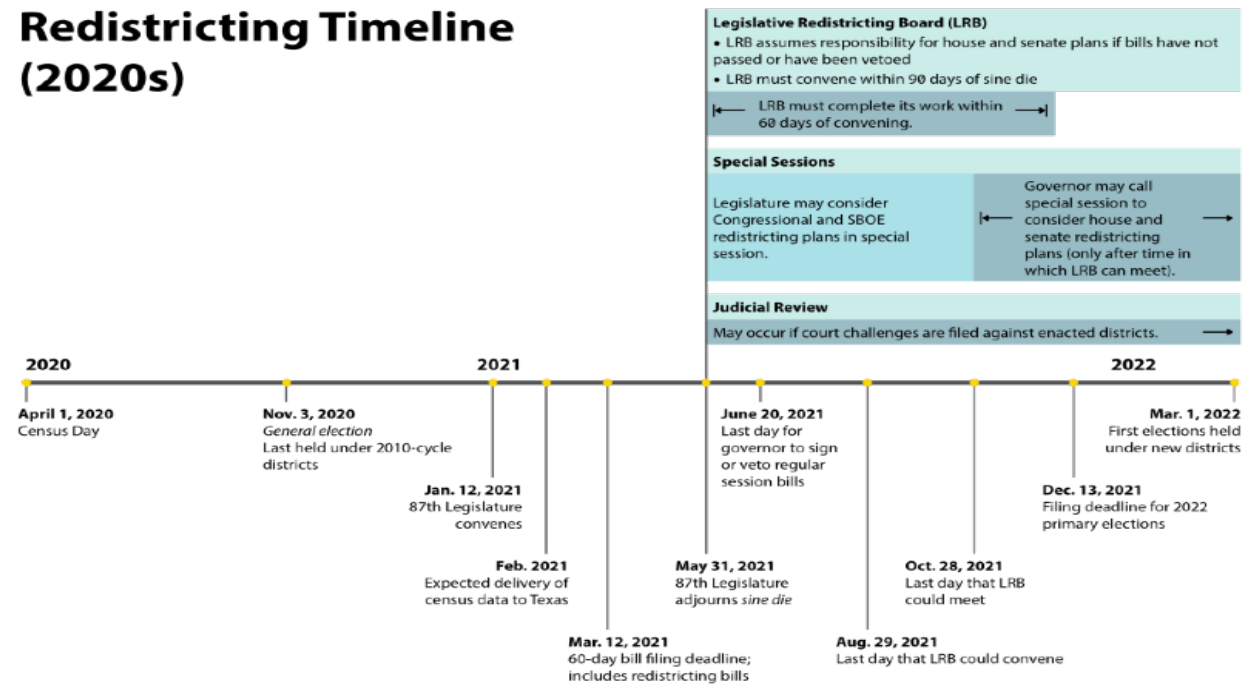 Redistricting Timeline
(2020s)
Legislative Redistricting Board (LRB)
• LRB assumes responsibility for house and senate plans if bills have not
passed or have been vetoed
• LRB must convene within 90 days of sine die
LRB must complete its work within
60 days of convening.
Special Sessions
Legislature may consider
Congressional and SBOE
redistricting plans in special
session.
Governor may call
special session to
consider house and
senate redistricting
plans (only after time in
which LRB can meet).
Judicial Review
May occur if court challenges are filed against enacted districts.
2020
2021
2022
April 1, 2020
Census Day
Nov. 3, 2020
General election
Last held under 2010-cycle
districts
Jan. 12, 2021
87th Legislature
convenes
Feb. 2021
Expected delivery of
census data to Texas
Mar. 12, 2021
60-day bill filing deadline;
includes redistricting bills
May 31, 2021
87th Legislature
adjourns sine die
June 20, 2021
Last day for
governor to sign
or veto regular
session bills
Aug. 29, 2021
Last day that LRB could convene
Oct. 28, 2021
Last day that LRB
could meet
Dec. 13, 2021
Filing deadline for 2022
primary elections
Mar. 1, 2022
First elections held
under new districts